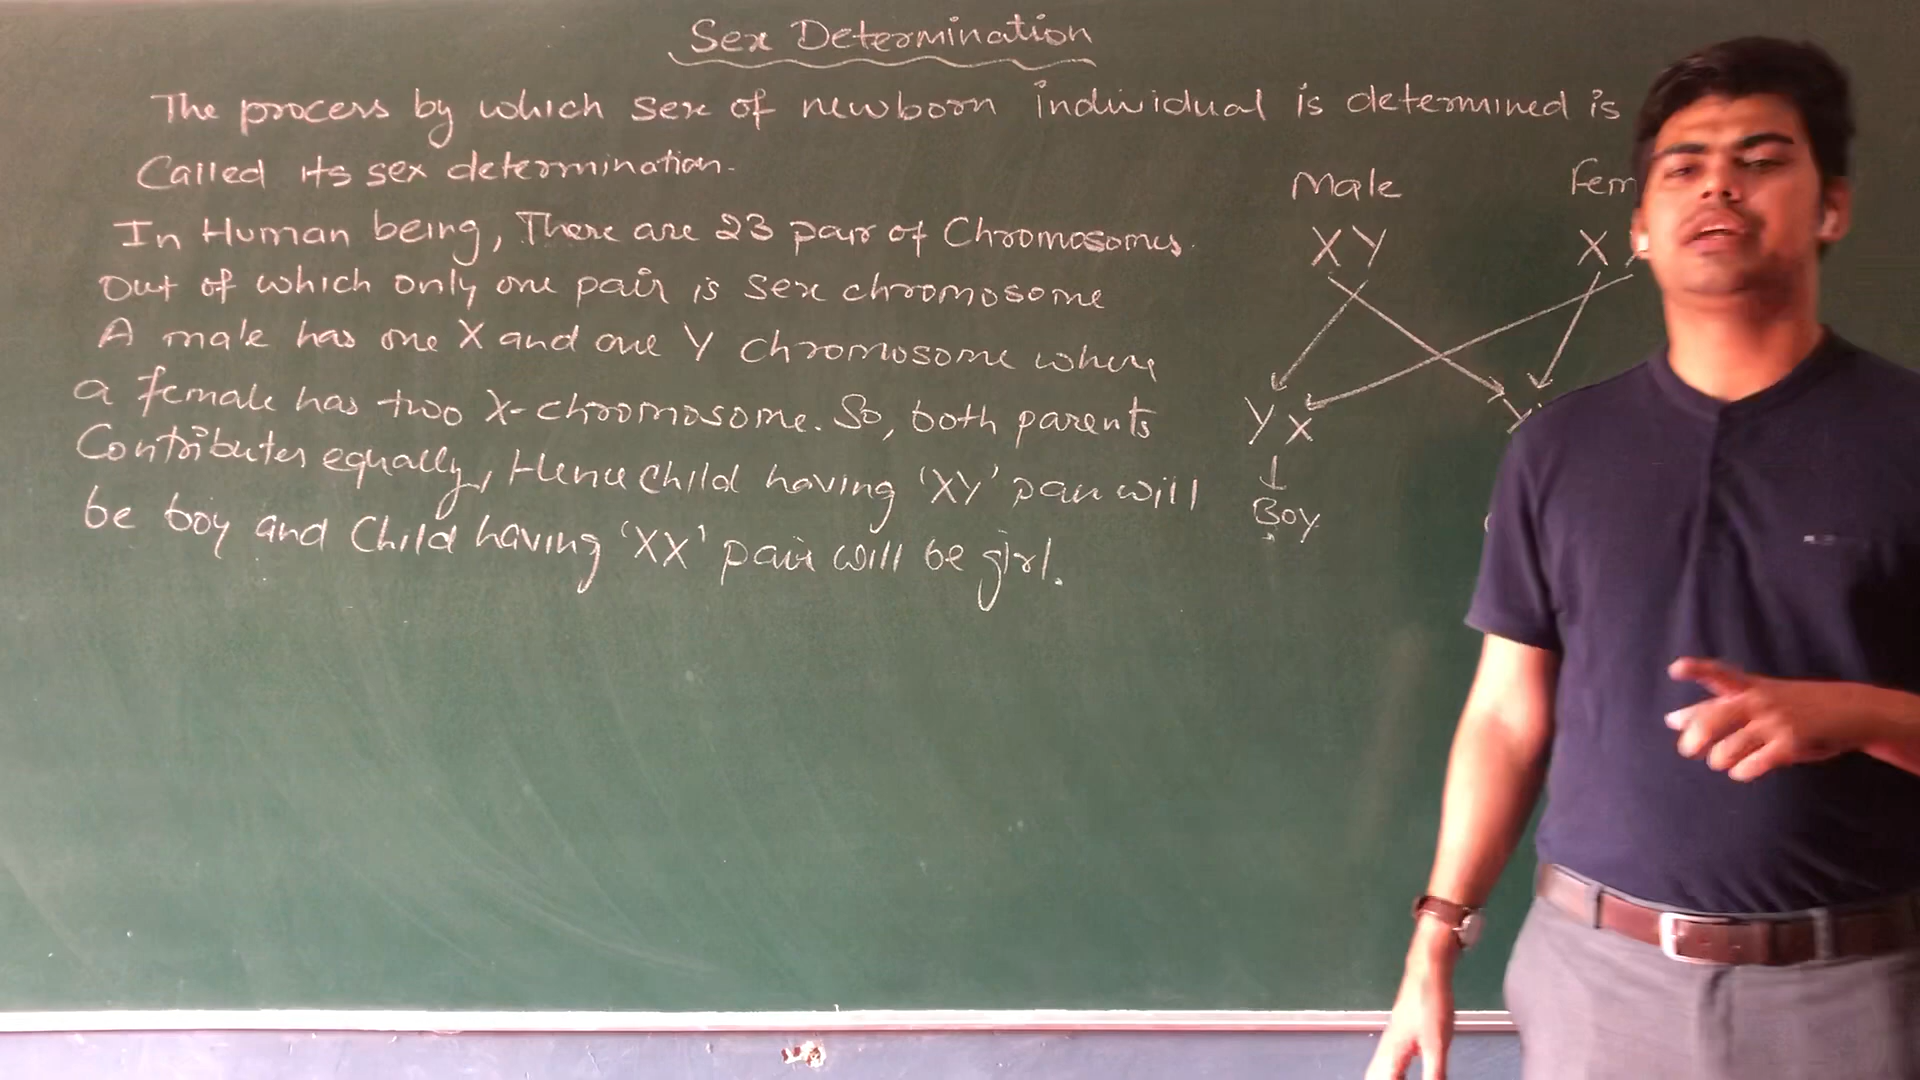 Sex Determination
The process by which sex of newborn individual is determined is
Called its sex determination.
In Human being, There are 23 pair of Chromosomes.
out of which only one pair is sex chromosome
A male has one X and one Y chromosome where
a female has two X-chromosome. So, both parents
Contributes equally, Hence Child having 'XY' pair will
be boy and Child having 'XX' pair will be girl.
Male Fem
XY X
YX
Boy